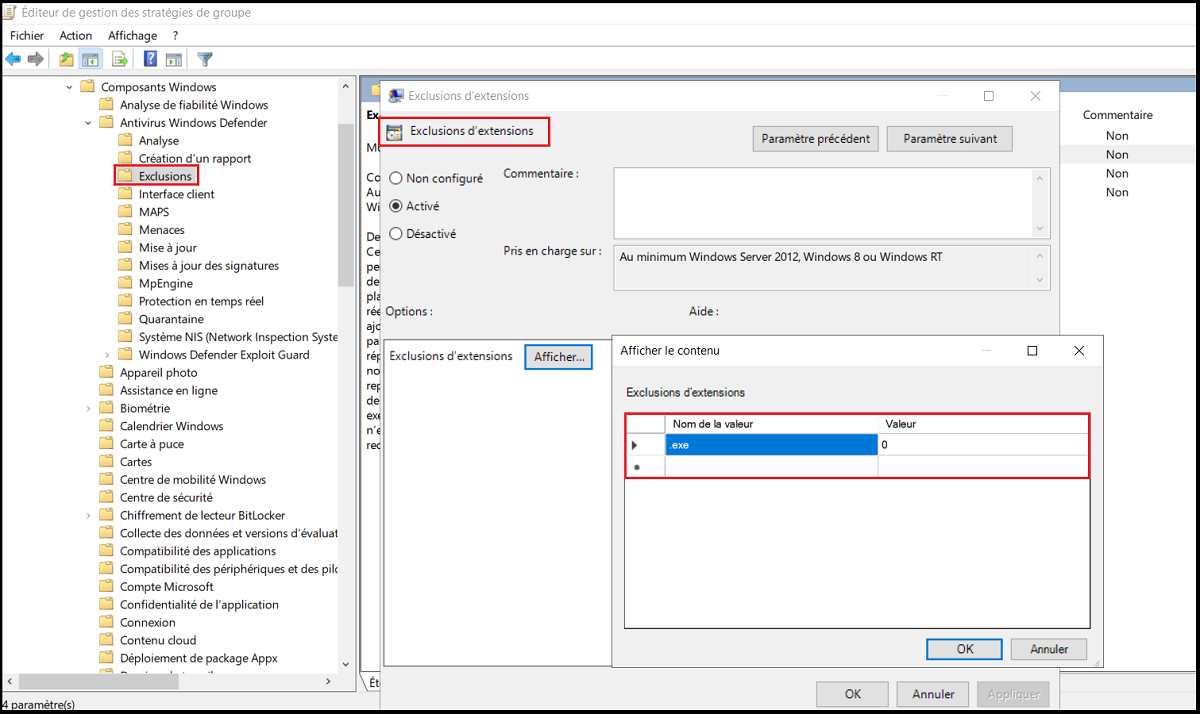 Éditeur de gestion des stratégies de groupe
Fichier Action Affichage ?
Composants Windows
Analyse de fiabilité Windows
Antivirus Windows Defender
Analyse
Création d'un rapport
Exclusions
Interface client
MAPS
Menaces
Mise à jour
Mises à jour des signatures
MpEngine
Protection en temps réel
Quarantaine
Système NIS (Network Inspection Syste
Windows Defender Exploit Guard
Appareil photo
Assistance en ligne
Biométrie
Calendrier Windows
Carte à puce
Cartes
Centre de mobilité Windows
Centre de sécurité
Chiffrement de lecteur BitLocker
Collecte des données et versions d'évaluat
Compatibilité des applications
Compatibilité des périphériques et des pilo
Compte Microsoft
Confidentialité de l'application
Connexion
Contenu cloud
Déploiement de package Appx
4 paramètre(s)
Ex
Co
Au
Wi
De
Ce
pe
de
pla
rée
ajo
pa
rép
no
rep
de
exe
n'e
rec
Ét
Exclusions d'extensions
Exclusions d'extensions
Paramètre précédent
Paramètre suivant
Non configuré
Activé
Désactivé
Commentaire :
Pris en charge sur :
Au minimum Windows Server 2012, Windows 8 ou Windows RT
Options :
Aide :
Exclusions d'extensions
Afficher...
Afficher le contenu
Exclusions d'extensions
Nom de la valeur Valeur
.exe 0
OK Annuler
OK Annuler Appliquer
Commentaire
Non
Non
Non
Non